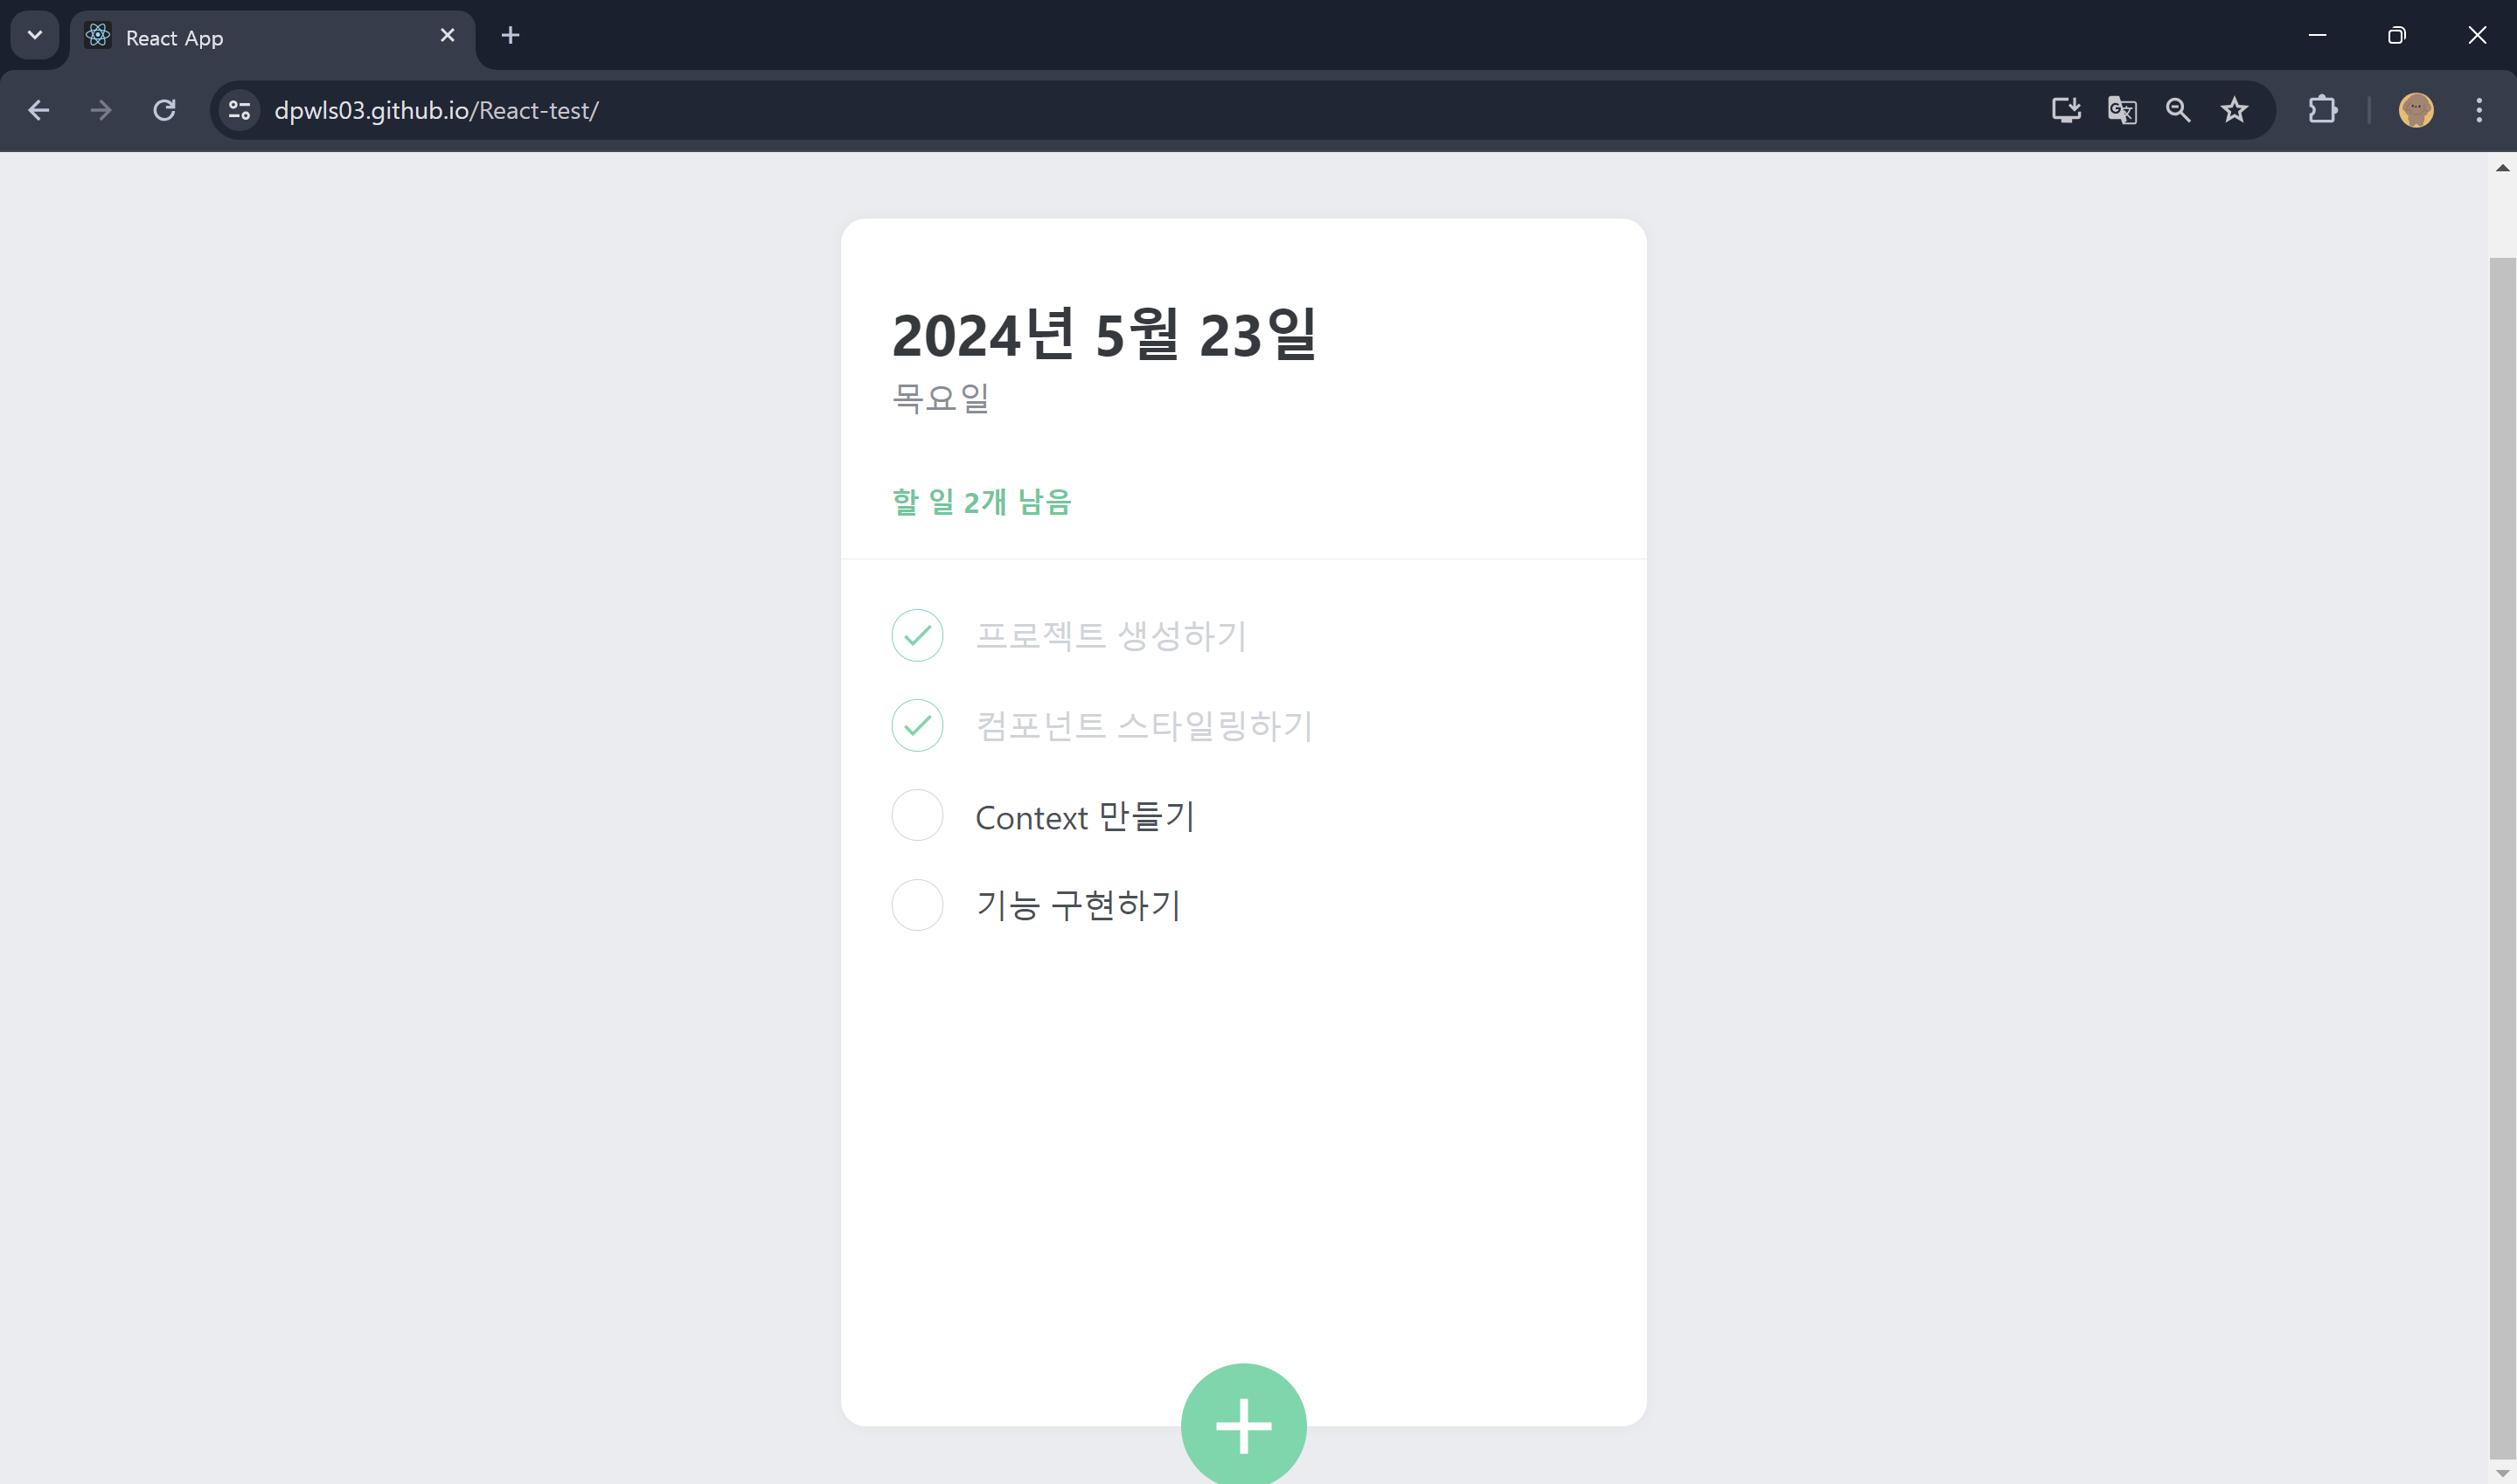 React App
dpwls03.github.io/React-test/
2024년 5월 23일
목요일
할 일 2개 남음
프로젝트 생성하기
컴포넌트 스타일링하기
Context 만들기
기능 구현하기